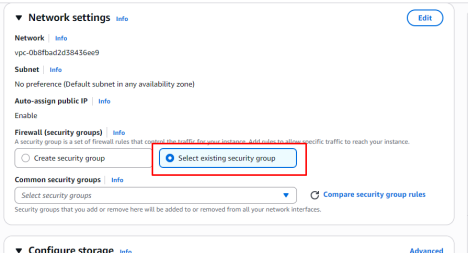 Network settings Info
Edit
Network Info
vpc-0b8fbad2d38436ee9
Subnet Info
No preference (Default subnet in any availability zone)
Auto-assign public IP Info
Enable
Firewall (security groups) Info
A security group is a set of firewall rules that control the traffic for your instance. Add rules to allow specific traffic to reach your instance.
Create security group
Select existing security group
Common security groups Info
Select security groups
Compare security group rules
Security groups that you add or remove here will be added to or removed from all your network interfaces.
Configure storage Info
Advanced